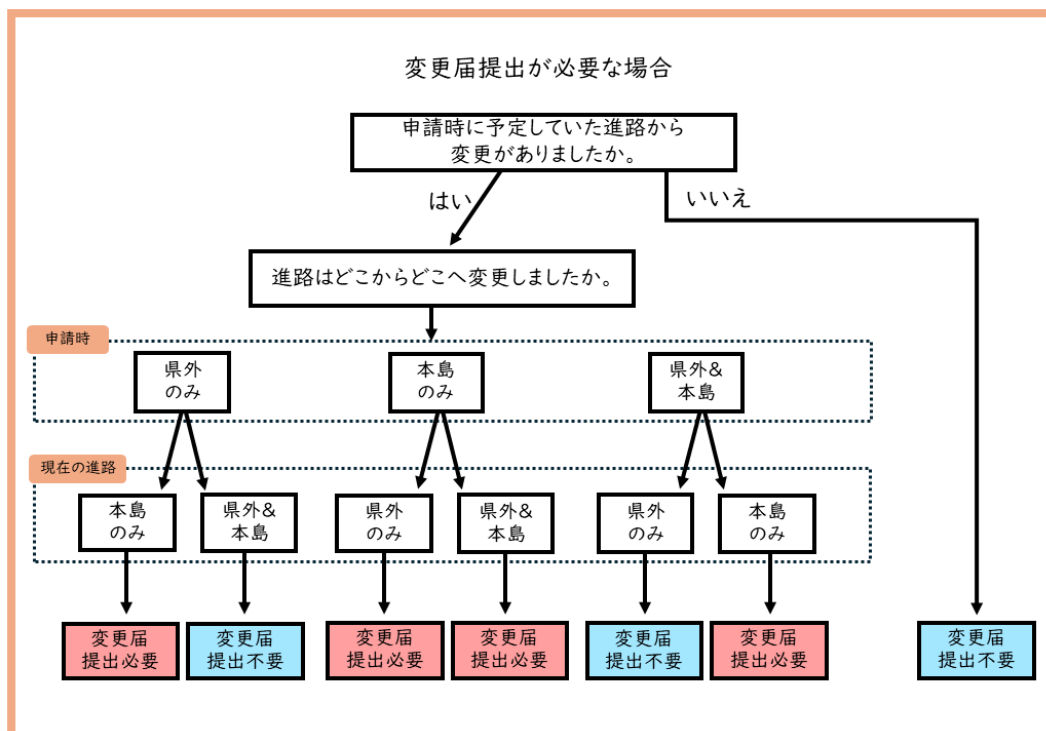 変更届提出が必要な場合
申請時に予定していた進路から
変更がありましたか。
はい
いいえ
進路はどこからどこへ変更しましたか。
申請時
県外
のみ
本島
のみ
県外&
本島
現在の進路
本島
のみ
県外&
本島
県外
のみ
県外&
本島
県外
のみ
本島
のみ
変更届
提出必要
変更届
提出不要
変更届
提出必要
変更届
提出必要
変更届
提出不要
変更届
提出必要
変更届
提出不要